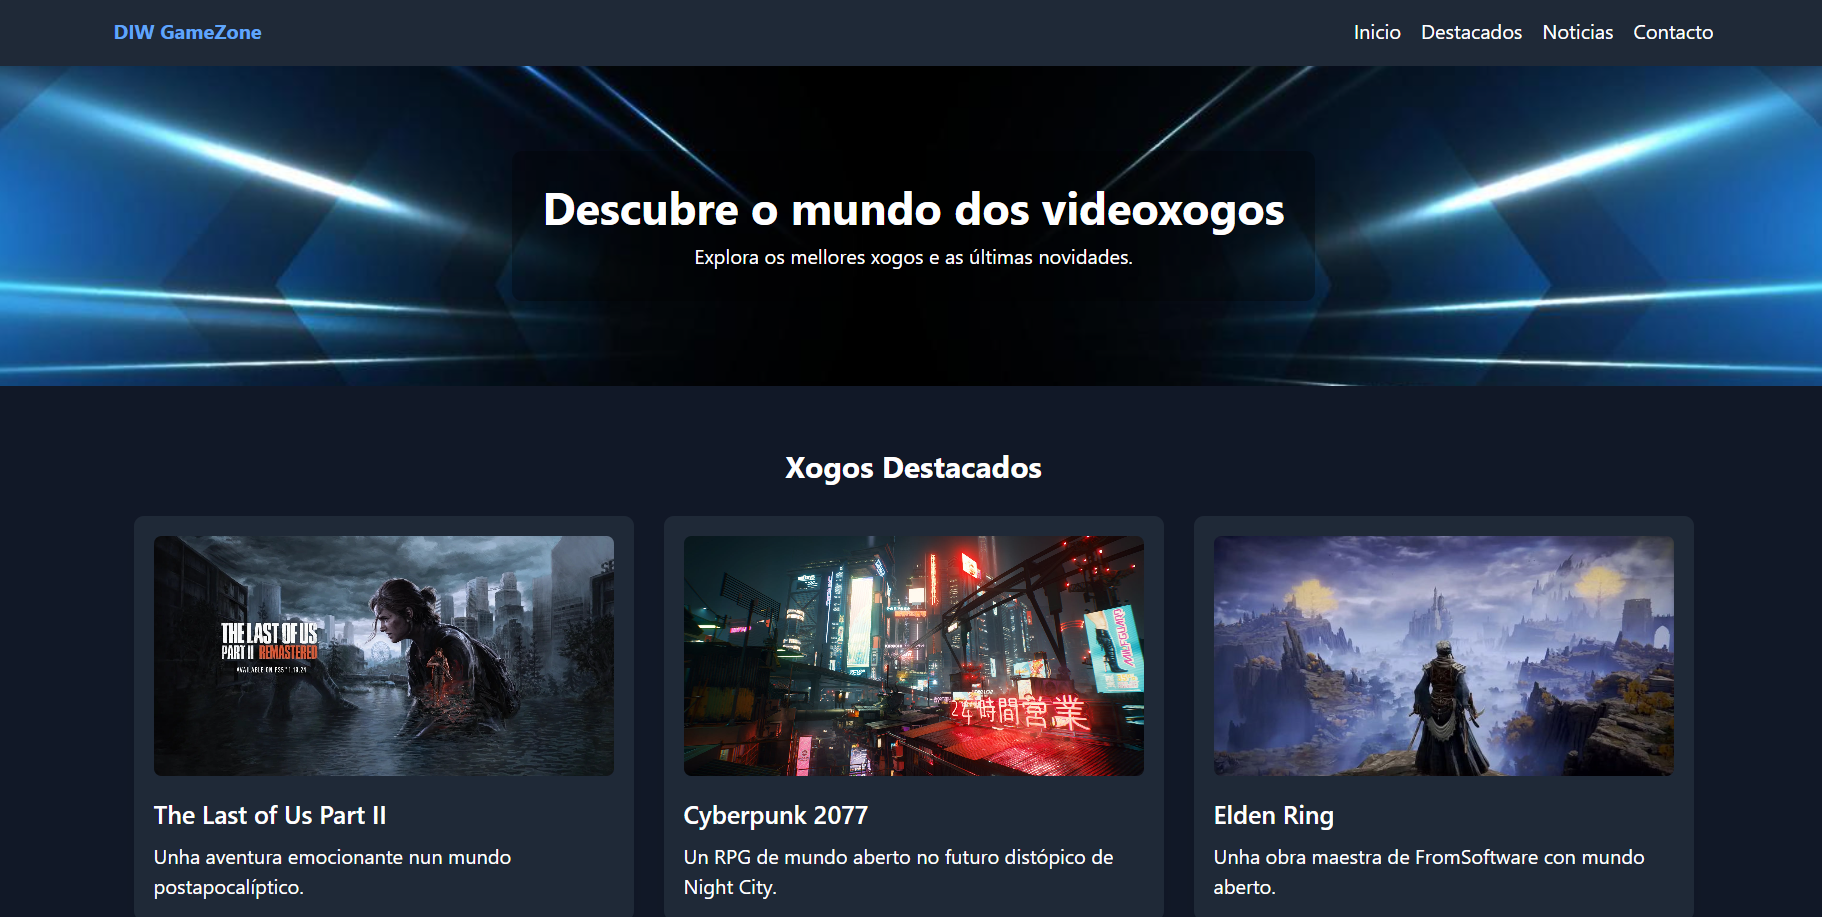 DIW GameZone
Inicio Destacados Noticias Contacto
Descubre o mundo dos videoxogos
Explora os mellores xogos e as últimas novidades.
Xogos Destacados
THE LAST OF US
PART II REMASTERED
AVAILABLE ON PS5 1.19.24
24時間営業
The Last of Us Part II
Unha aventura emocionante nun mundo
postapocalíptico.
Cyberpunk 2077
Un RPG de mundo aberto no futuro distópico de
Night City.
Elden Ring
Unha obra maestra de FromSoftware con mundo
aberto.